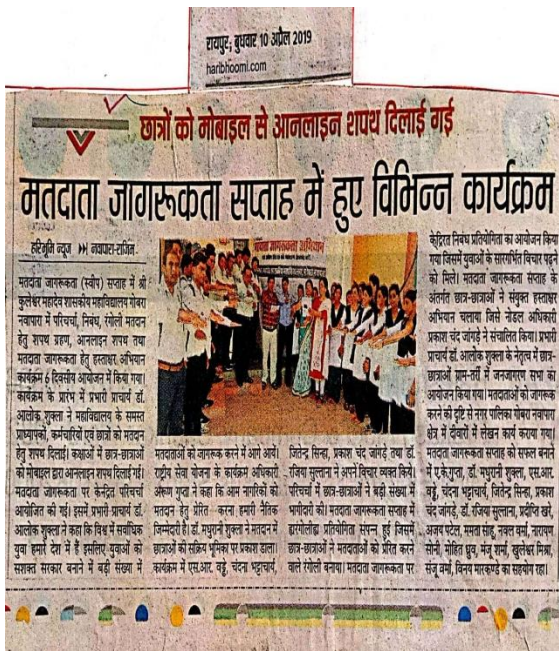 रायपुर, बुधवार 10 अप्रैल 2019
haribhoomi.com
छात्रों को मोबाइल से आनलाइन शपथ दिलाई गई
मतदाता जागरूकता सप्ताह में हुए विभिन्न कार्यक्रम
हरिभूमि न्यूज नवापारा-राजिम
मतदाता जागरूकता (स्वीप) सप्ताह में श्री
कुलेश्वर महादेव शासकीय महाविद्यालय गोबरा
नवापारा में परिचर्चा, निबंध, रंगोली मतदान
हेतु शपथ ग्रहण, आनलाइन शपथ तथा
मतदाता जागरूकता हेतु हस्ताक्षर अभियान
कार्यक्रम 6 दिवसीय आयोजन में किया गया।
कार्यक्रम के प्रारंभ में प्रभारी प्राचार्य डॉ.
आलोक शुक्ला ने महाविद्यालय के समस्त
प्राध्यापकों, कर्मचारियों एवं छात्रों को मतदान
हेतु शपथ दिलाई। कक्षाओं में छात्र-छात्राओं
को मोबाइल द्वारा आनलाइन शपथ दिलाई गई।
मतदाता जागरूकता पर केन्द्रित परिचर्चा
आयोजित की गई। इसमें प्रभारी प्राचार्य डॉ.
आलोक शुक्ला ने कहा कि विश्व में सर्वाधिक
युवा हमारे देश में हैं इसलिए युवाओं को
सशक्त सरकार बनाने में बड़ी संख्या में
मतदाताओं को जागरूक करने में आगे आयें।
राष्ट्रीय सेवा योजना के कार्यक्रम अधिकारी
अरूण गुप्ता ने कहा कि आम नागरिकों को
मतदान हेतु प्रेरित करना हमारी नैतिक
जिम्मेदारी है। डॉ. मधुरानी शुक्ला ने मतदान में
छात्राओं की सक्रिय भूमिका पर प्रकाश डाला।
कार्यक्रम में एस.आर. वड्डे, चंदना भट्टाचार्य,
जितेन्द्र सिन्हा, प्रकाश चंद जांगड़े तथा डॉ.
रजिया सुल्ताना ने अपने विचार व्यक्त किये।
परिचर्चा में छात्र-छात्राओं ने बड़ी संख्या में
भागीदारी की। मतदाता जागरूकता सप्ताह में
रंगोली प्रतियोगिता संपन्न हुई जिसमें
छात्र-छात्राओं ने मतदाताओं को प्रेरित करने
वाले रंगोली बनाया। मतदाता जागरूकता पर
केंद्रित निबंध प्रतियोगिता का आयोजन किया
गया जिसमें युवाओं के सारगर्भित विचार पढ़ने
को मिले। मतदाता जागरूकता सप्ताह के
अंतर्गत छात्र-छात्राओं ने संयुक्त हस्ताक्षर
अभियान चलाया जिसे नोडल अधिकारी
प्रकाश चंद जांगड़े ने संचालित किया। प्रभारी
प्राचार्य डॉ. आलोक शुक्ला के नेतृत्व में छात्र
छात्राओं ग्राम-तर्री में जनजागरण सभा का
आयोजन किया गया। मतदाताओं को जागरूक
करने की दृष्टि से नगर पालिका गोबरा नवापारा
क्षेत्र में दीवारों में लेखन कार्य कराया गया।
मतदाता जागरूकता सप्ताह को सफल बनाने
में ए.के.गुप्ता, डॉ. मधुरानी शुक्ला, एस.आर.
वड्डे, चंदना भट्टाचार्य, जितेन्द्र सिन्हा, प्रकाश
चंद जांगड़े, डॉ. रजिया सुल्ताना, प्रदीप्ति खरे,
अजय पटेल, ममता साहू, नवल वर्मा, नारायण
सोनी, मोहित ध्रुव, मंजू शर्मा, खुलेश्वर मिश्रा,
संजू वर्मा, विनय मारकण्डे का सहयोग रहा।